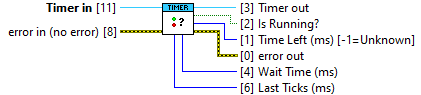 Timer in [11]
error in (no error) [8]
TIMER
?
[3] Timer out
[2] Is Running?
[1] Time Left (ms) [-1=Unknown]
[0] error out
[4] Wait Time (ms)
[6] Last Ticks (ms)